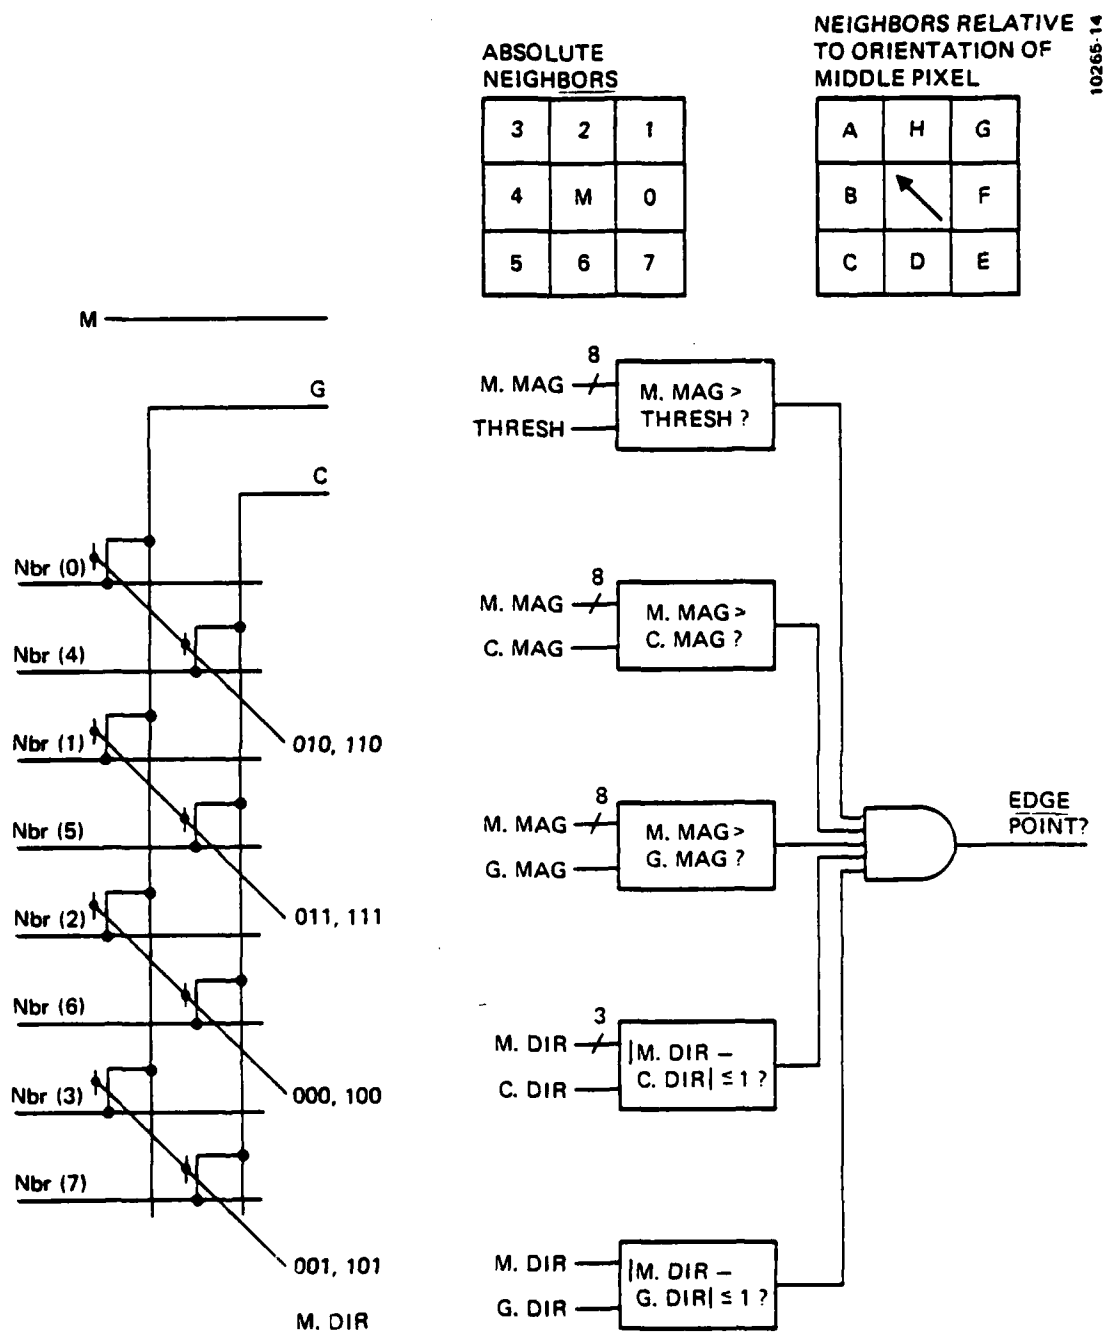 NEIGHBORS RELATIVE
TO ORIENTATION OF
MIDDLE PIXEL
10265-14
ABSOLUTE
NEIGHBORS
3 2 1
4 M 0
5 6 7
A H G
B F
C D E
M
G
C
Nbr (0)
Nbr (4)
010, 110
Nbr (1)
Nbr (5)
011, 111
Nbr (2)
Nbr (6)
000, 100
Nbr (3)
Nbr (7)
001, 101
M. DIR
8
M. MAG
THRESH
M. MAG >
THRESH ?
8
M. MAG
C. MAG
M. MAG >
C. MAG ?
8
M. MAG
G. MAG
M. MAG >
G. MAG ?
3
M. DIR
C. DIR
|M. DIR –
C. DIR| ≤ 1 ?
M. DIR
G. DIR
|M. DIR –
G. DIR| ≤ 1 ?
EDGE
POINT?